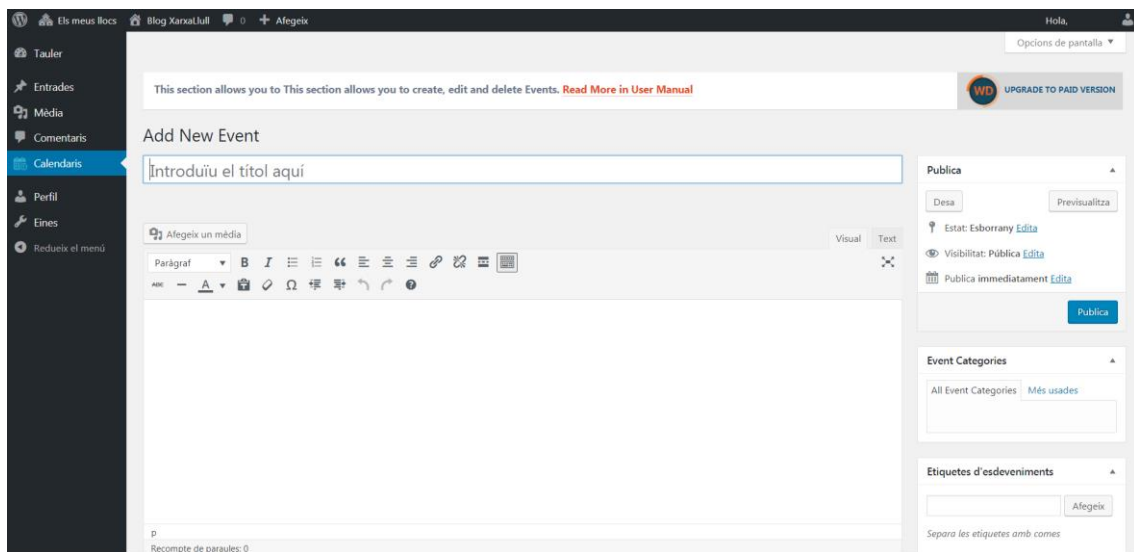 Els meus llocs Blog XarxaLlull 0 + Afegeix Hola,
Opcions de pantalla ▼
Tauler
Entrades
Mèdia
Comentaris
Calendaris
Perfil
Eines
Redueix el menú
This section allows you to This section allows you to create, edit and delete Events. Read More in User Manual
WD UPGRADE TO PAID VERSION
Add New Event
Introduïu el títol aquí
Afegeix un mèdia
Visual Text
Paràgraf ▼ B I
ABC A ▼ Ω
p
Recompte de paraules: 0
Publica
Desa Previsualitza
Estat: Esborrany Edita
Visibilitat: Pública Edita
Publica immediatament Edita
Publica
Event Categories
All Event Categories Més usades
Etiquetes d'esdeveniments
Afegeix
Separa les etiquetes amb comes